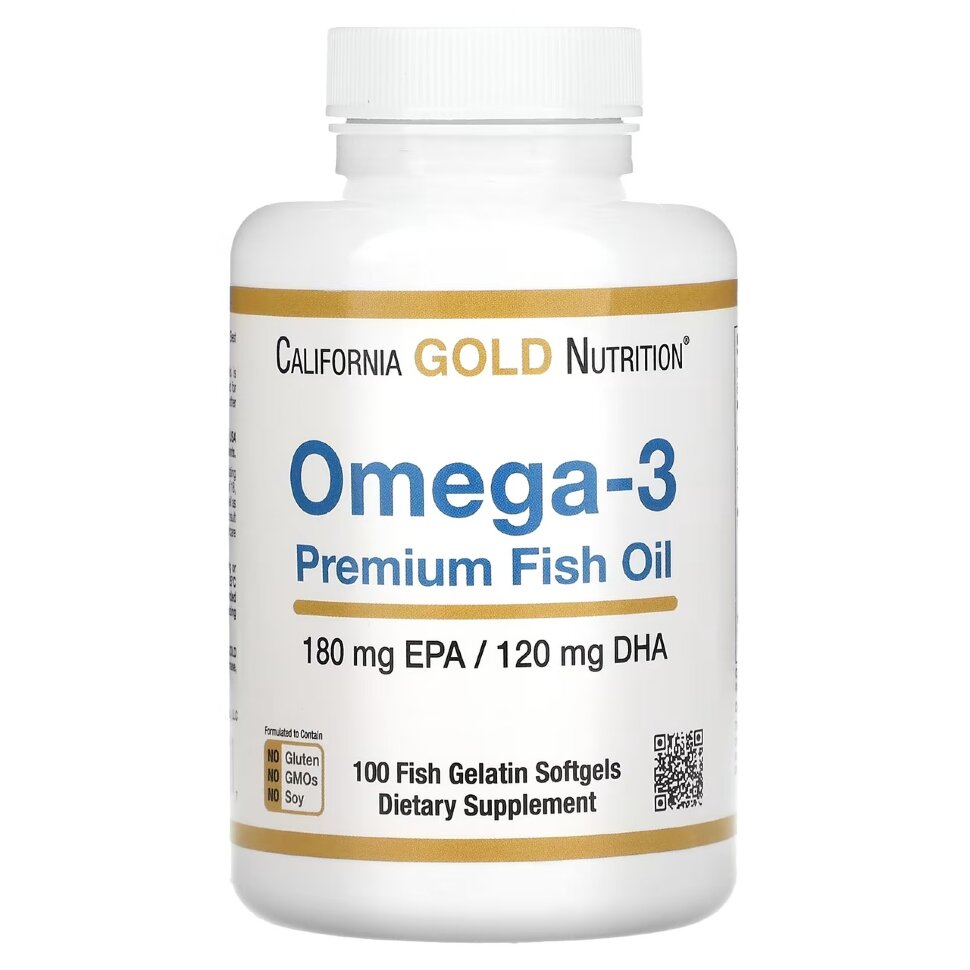 CALIFORNIA GOLD NUTRITION®
Omega-3
Premium Fish Oil
180 mg EPA / 120 mg DHA
Formulated to Contain
NO Gluten
NO GMOs
NO Soy
100 Fish Gelatin Softgels
Dietary Supplement